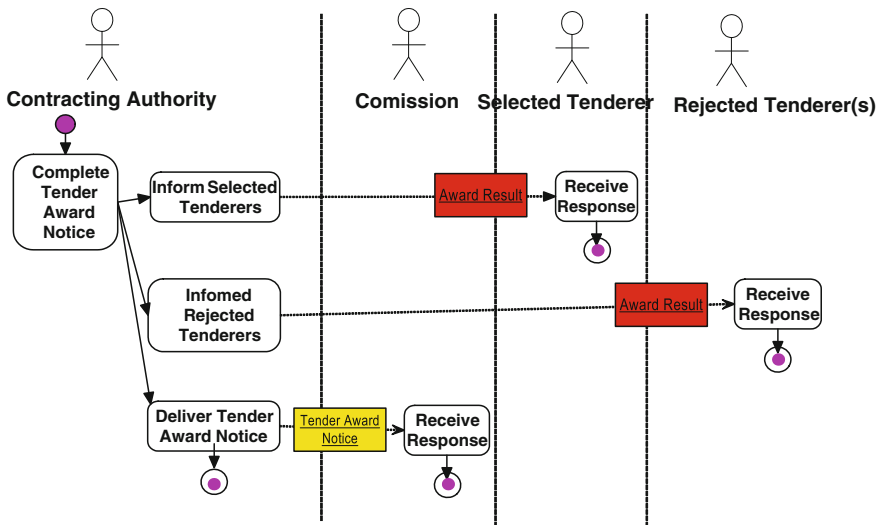 Contracting Authority
Comission
Selected Tenderer
Rejected Tenderer(s)
Complete
Tender
Award
Notice
Inform Selected
Tenderers
Award Result
Receive
Response
Infomed
Rejected
Tenderers
Award Result
Receive
Response
Deliver Tender
Award Notice
Tender Award
Notice
Receive
Response